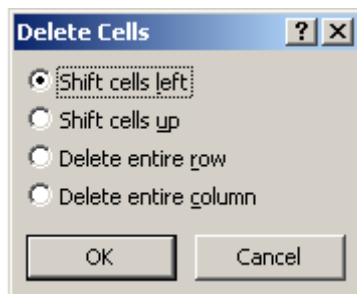 Delete Cells
Shift cells left
Shift cells up
Delete entire row
Delete entire column
OK Cancel